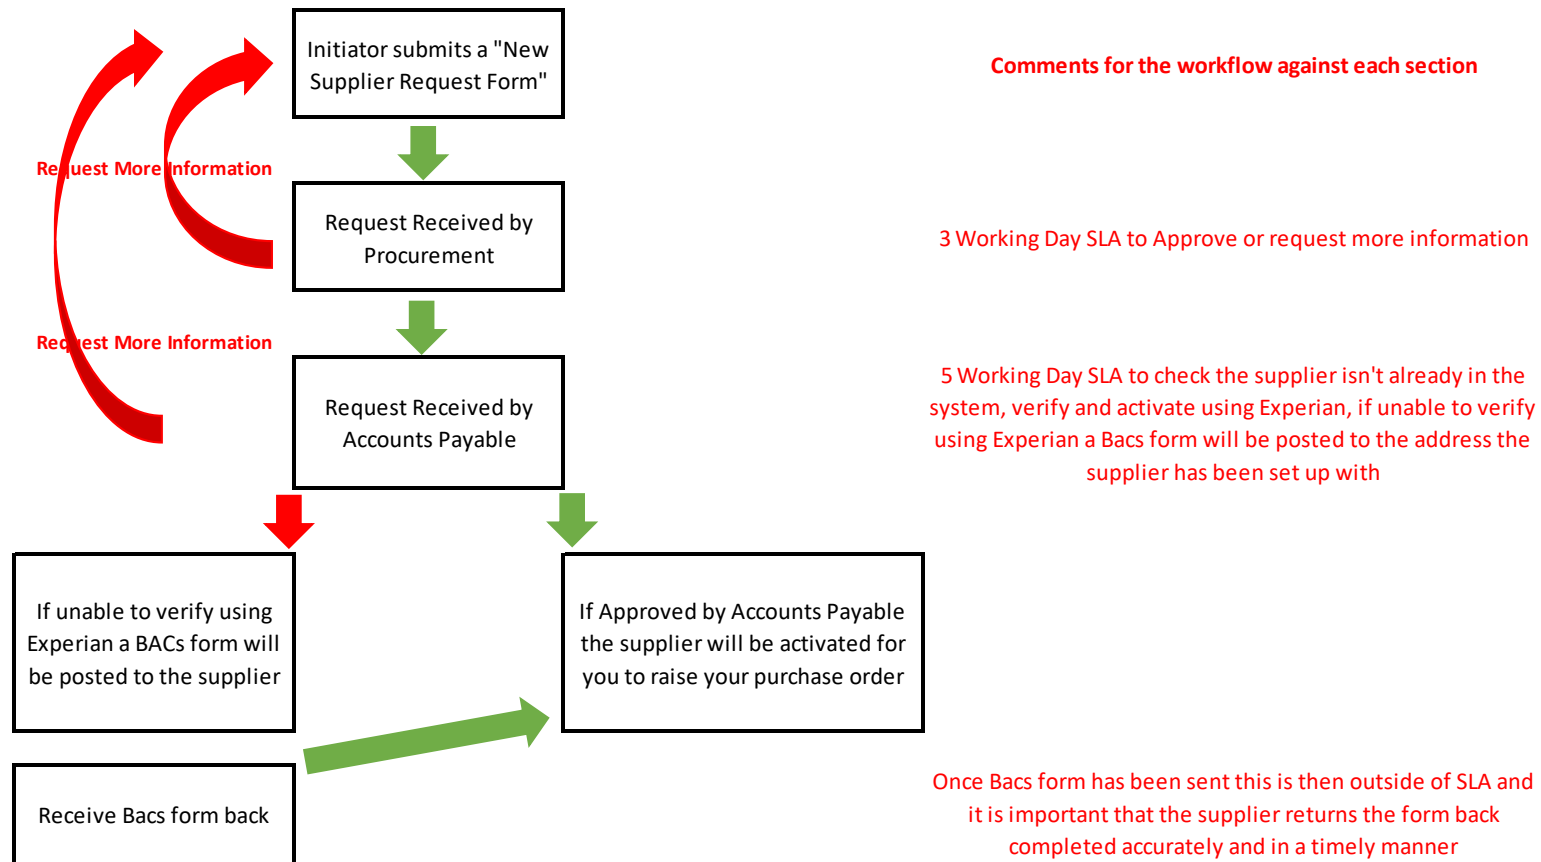 Initiator submits a "New
Supplier Request Form"
Comments for the workflow against each section
Request More Information
Request Received by
Procurement
3 Working Day SLA to Approve or request more information
Request More Information
Request Received by
Accounts Payable
5 Working Day SLA to check the supplier isn't already in the
system, verify and activate using Experian, if unable to verify
using Experian a Bacs form will be posted to the address the
supplier has been set up with
If unable to verify using
Experian a BACs form will
be posted to the supplier
If Approved by Accounts Payable
the supplier will be activated for
you to raise your purchase order
Receive Bacs form back
Once Bacs form has been sent this is then outside of SLA and
it is important that the supplier returns the form back
completed accurately and in a timely manner